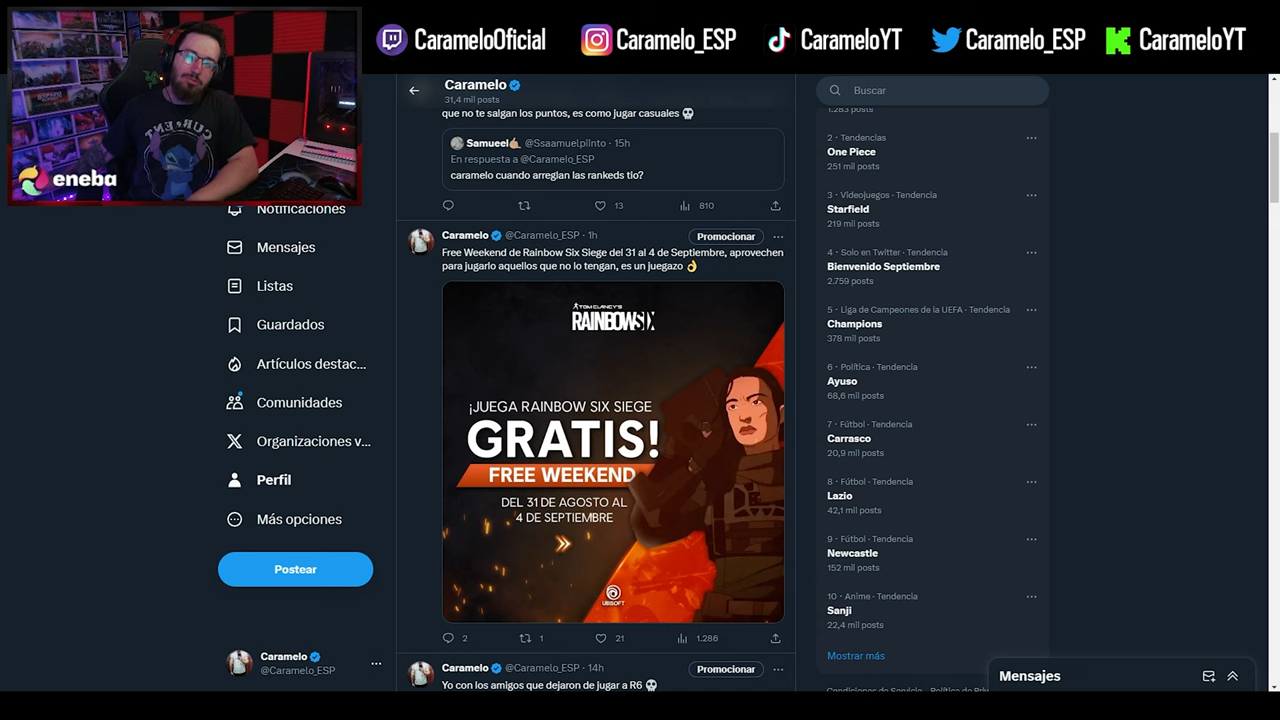 CarameloOficial
Caramelo_ESP
CarameloYT
Caramelo_ESP
CarameloYT
CURRENT
eneba
Notificaciones
Mensajes
Listas
Guardados
Artículos destac...
Comunidades
Organizaciones v...
Perfil
Más opciones
Postear
Caramelo
@Caramelo_ESP
Caramelo
31,4 mil posts
que no te salgan los puntos, es como jugar casuales 💀
Samueel @Ssaamuelpllnto · 15h
En respuesta a @Caramelo_ESP
caramelo cuando arreglan las rankeds tio?
13
810
Caramelo @Caramelo_ESP · 1h
Promocionar
Free Weekend de Rainbow Six Siege del 31 al 4 de Septiembre, aprovechen
para jugarlo aquellos que no lo tengan, es un juegazo 👌
TOM CLANCY'S
RAINBOWSIX
¡JUEGA RAINBOW SIX SIEGE
GRATIS!
FREE WEEKEND
DEL 31 DE AGOSTO AL
4 DE SEPTIEMBRE
UBISOFT
2
1
21
1.286
Caramelo @Caramelo_ESP · 14h
Promocionar
Yo con los amigos que dejaron de jugar a R6 💀
Buscar
1.283 posts
2 · Tendencias
One Piece
251 mil posts
3 · Videojuegos · Tendencia
Starfield
219 mil posts
4 · Solo en Twitter · Tendencia
Bienvenido Septiembre
2.759 posts
5 · Liga de Campeones de la UEFA · Tendencia
Champions
378 mil posts
6 · Política · Tendencia
Ayuso
68,6 mil posts
7 · Fútbol · Tendencia
Carrasco
20,9 mil posts
8 · Fútbol · Tendencia
Lazio
42,1 mil posts
9 · Fútbol · Tendencia
Newcastle
152 mil posts
10 · Anime · Tendencia
Sanji
22,4 mil posts
Mostrar más
Condiciones de Servicio
Mensajes